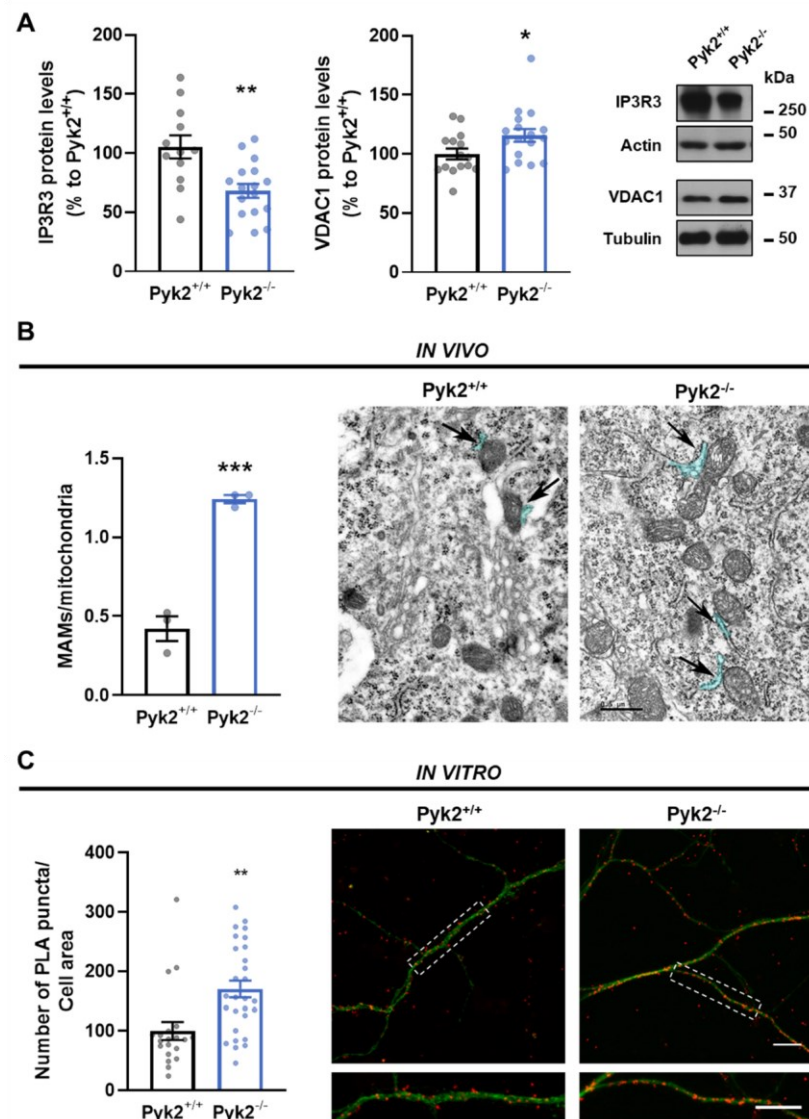 A
IP3R3 protein levels
(% to Pyk2+/+)
200
150
100
50
0
**
Pyk2+/+
Pyk2-/-
VDAC1 protein levels
(% to Pyk2+/+)
200
150
100
50
0
*
Pyk2+/+
Pyk2-/-
Pyk2+/+
Pyk2-/-
kDa
IP3R3
– 250
Actin
– 50
VDAC1
– 37
Tubulin
– 50
B
IN VIVO
MAMs/mitochondria
1.5
1.0
0.5
0.0
***
Pyk2+/+
Pyk2-/-
Pyk2+/+
Pyk2-/-
C
IN VITRO
Number of PLA puncta/
Cell area
400
300
200
100
0
**
Pyk2+/+
Pyk2-/-
Pyk2+/+
Pyk2-/-